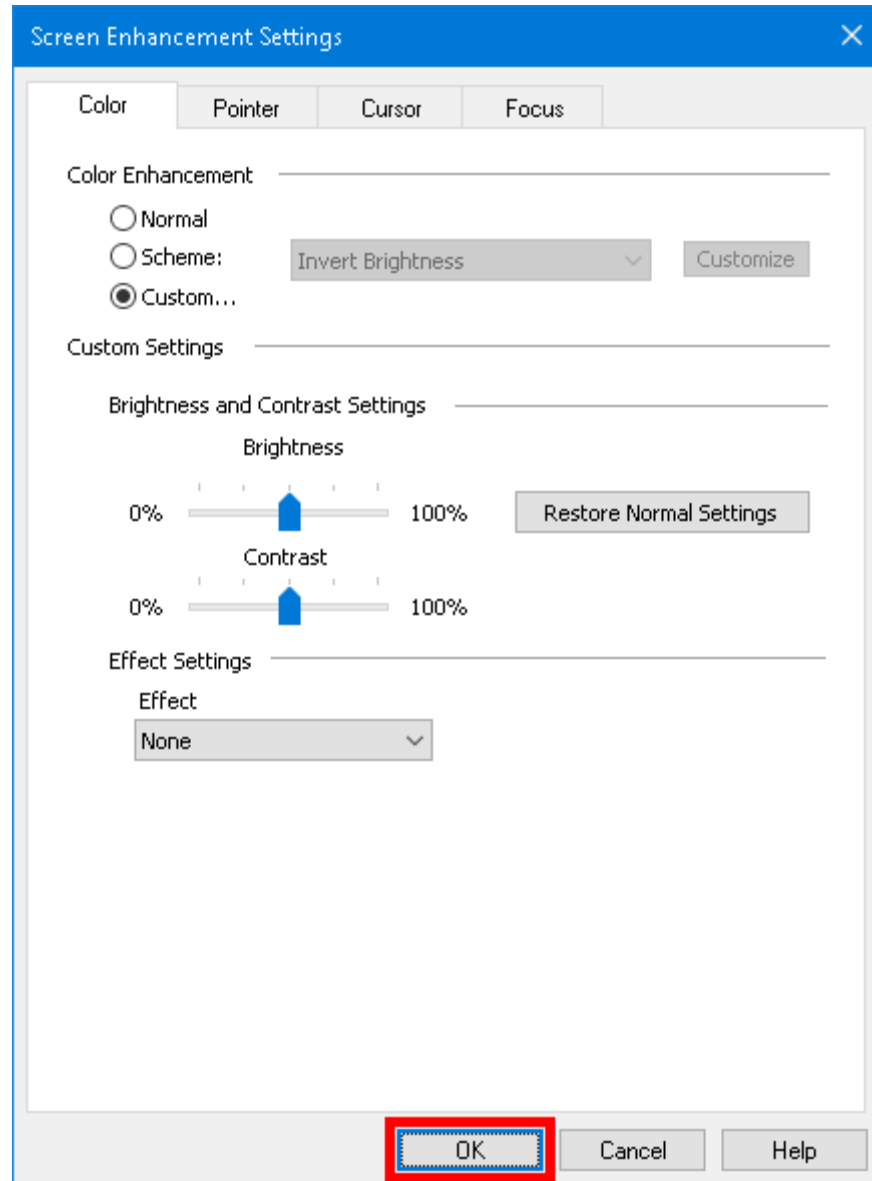 Screen Enhancement Settings
Color Pointer Cursor Focus
Color Enhancement
Normal
Scheme: Invert Brightness Customize
Custom...
Custom Settings
Brightness and Contrast Settings
Brightness
0% 100% Restore Normal Settings
Contrast
0% 100%
Effect Settings
Effect
None
OK Cancel Help